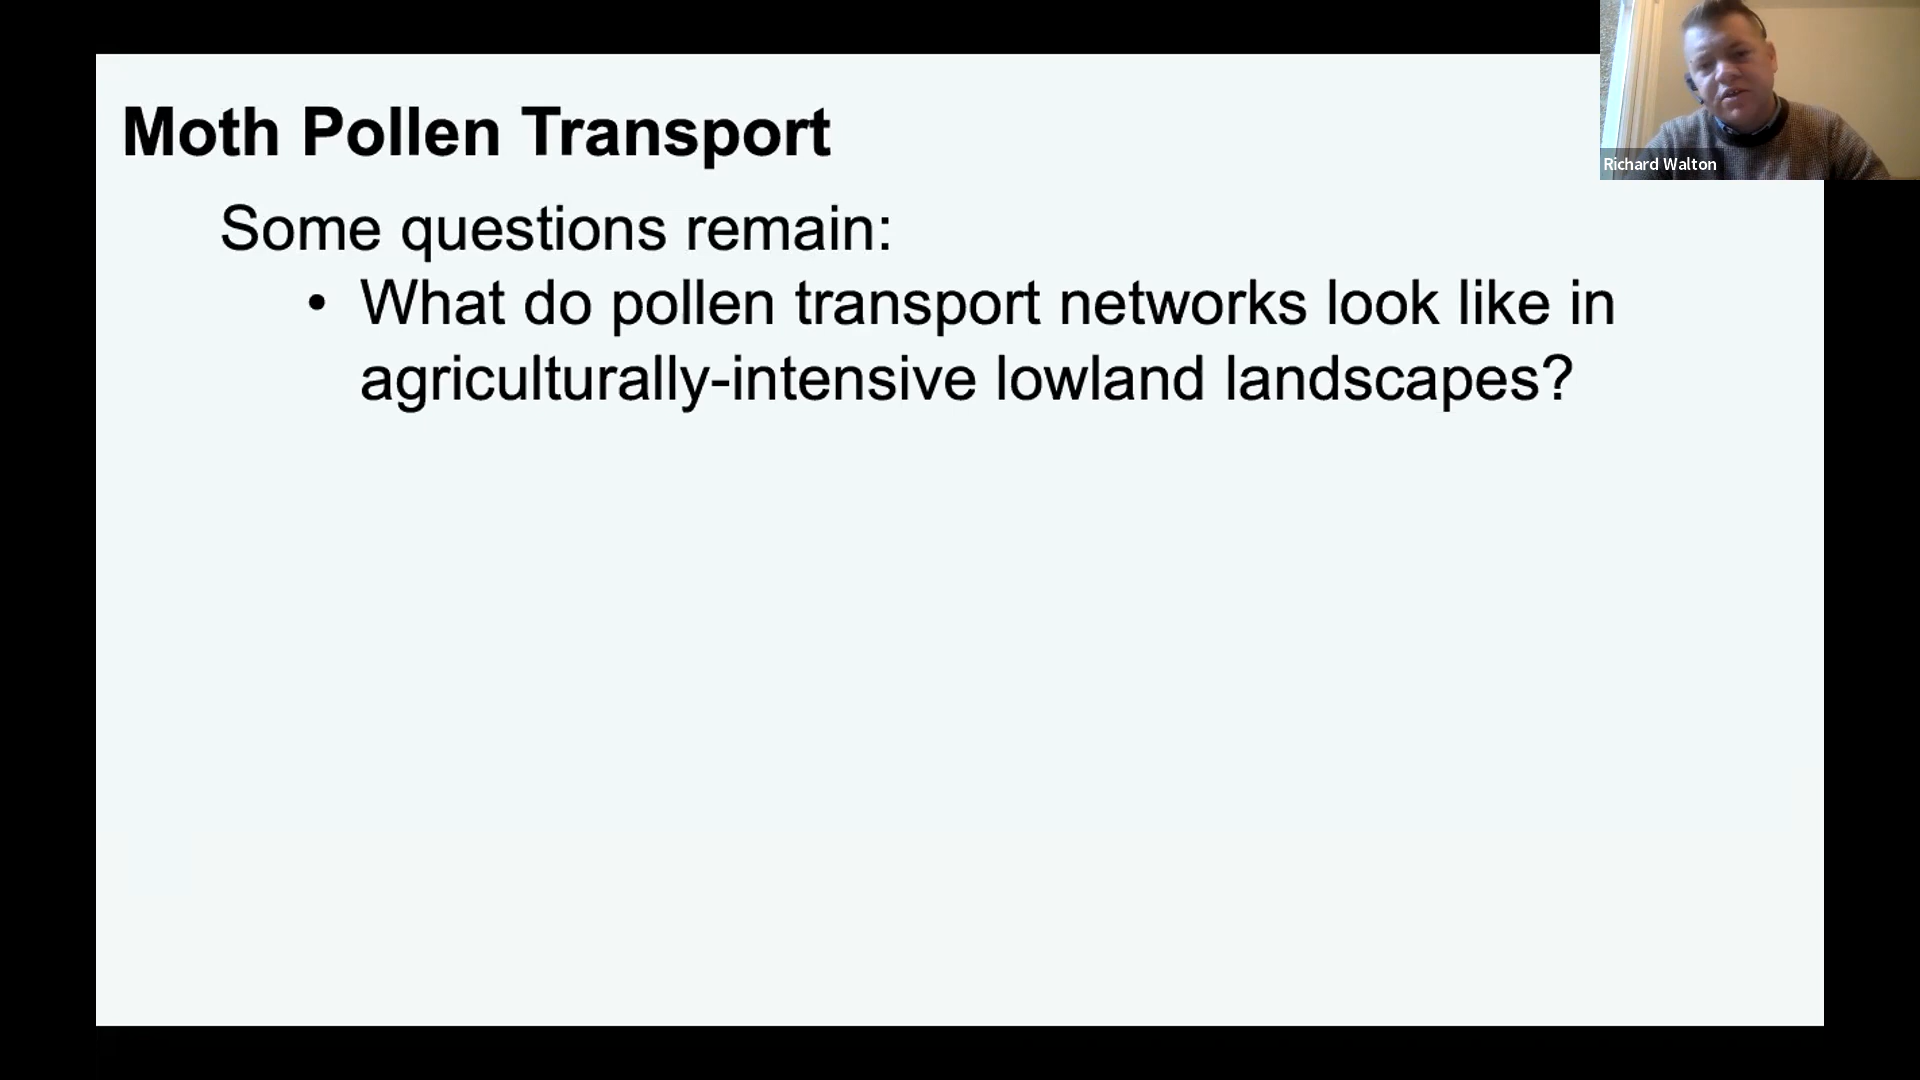 Moth Pollen Transport
Richard Walton
Some questions remain:
• What do pollen transport networks look like in
agriculturally-intensive lowland landscapes?